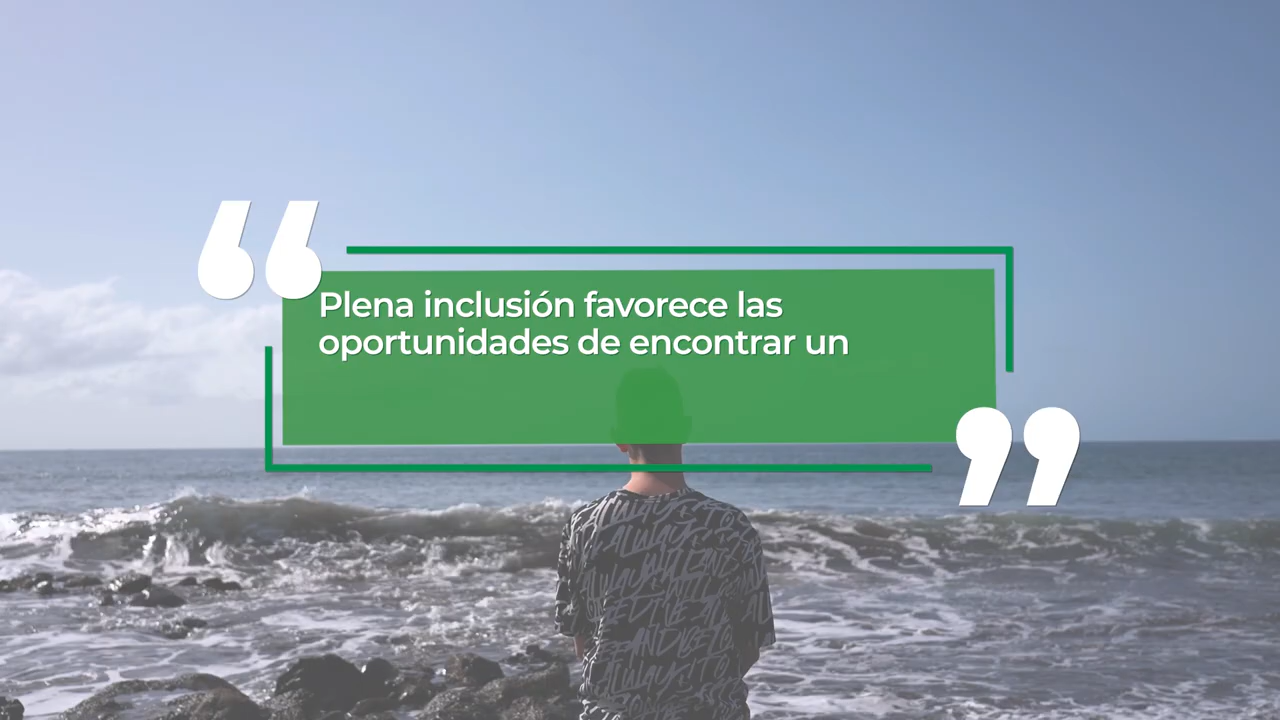 “Plena inclusión favorece las
oportunidades de encontrar un”